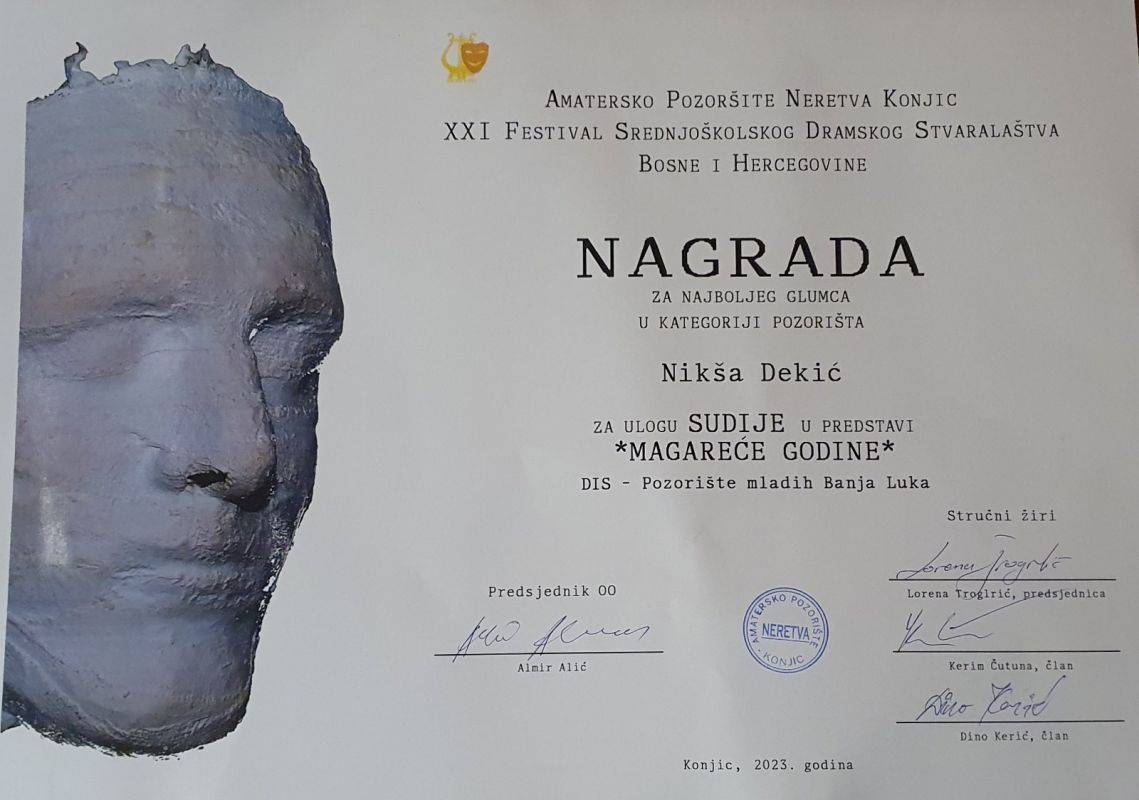 AMATERSKO POZORŠITE NERETVA KONJIC
XXI FESTIVAL SREDNJOŠKOLSKOG DRAMSKOG STVARALAŠTVA
BOSNE I HERCEGOVINE
NAGRADA
ZA NAJBOLJEG GLUMCA
U KATEGORIJI POZORIŠTA
Nikša Dekić
ZA ULOGU SUDIJE U PREDSTAVI
*MAGAREĆE GODINE*
DIS - Pozorište mladih Banja Luka
Stručni žiri
Lorena Troglrić, predsjednica
Kerim Čutuna, član
Dino Kerić, član
Predsjednik OO
Almir Alić
AMATERSKO POZORIŠTE
NERETVA
KONJIC
Konjic, 2023. godina